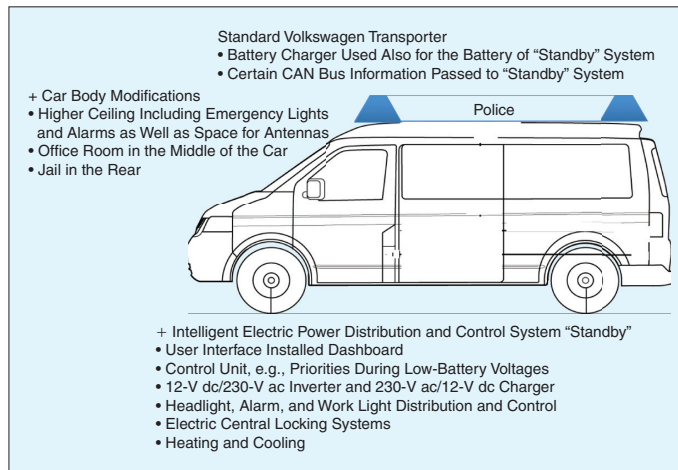 Standard Volkswagen Transporter
• Battery Charger Used Also for the Battery of “Standby” System
• Certain CAN Bus Information Passed to “Standby” System
+ Car Body Modifications
• Higher Ceiling Including Emergency Lights
and Alarms as Well as Space for Antennas
• Office Room in the Middle of the Car
• Jail in the Rear
Police
+ Intelligent Electric Power Distribution and Control System “Standby”
• User Interface Installed Dashboard
• Control Unit, e.g., Priorities During Low-Battery Voltages
• 12-V dc/230-V ac Inverter and 230-V ac/12-V dc Charger
• Headlight, Alarm, and Work Light Distribution and Control
• Electric Central Locking Systems
• Heating and Cooling